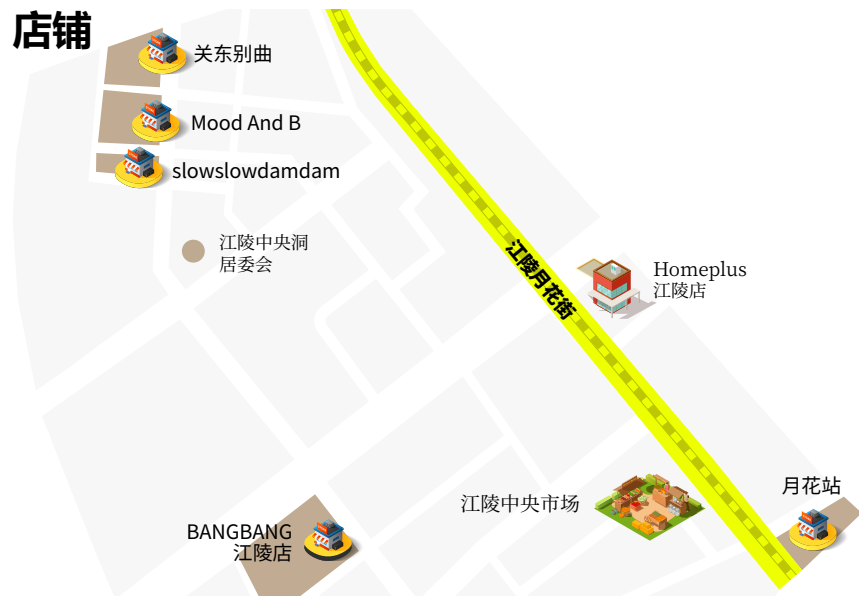 店铺
关东别曲
Mood And B
slowslowdamdam
江陵中央洞
居委会
江陵月花街
Homeplus
江陵店
月花站
江陵中央市场
BANGBANG
江陵店